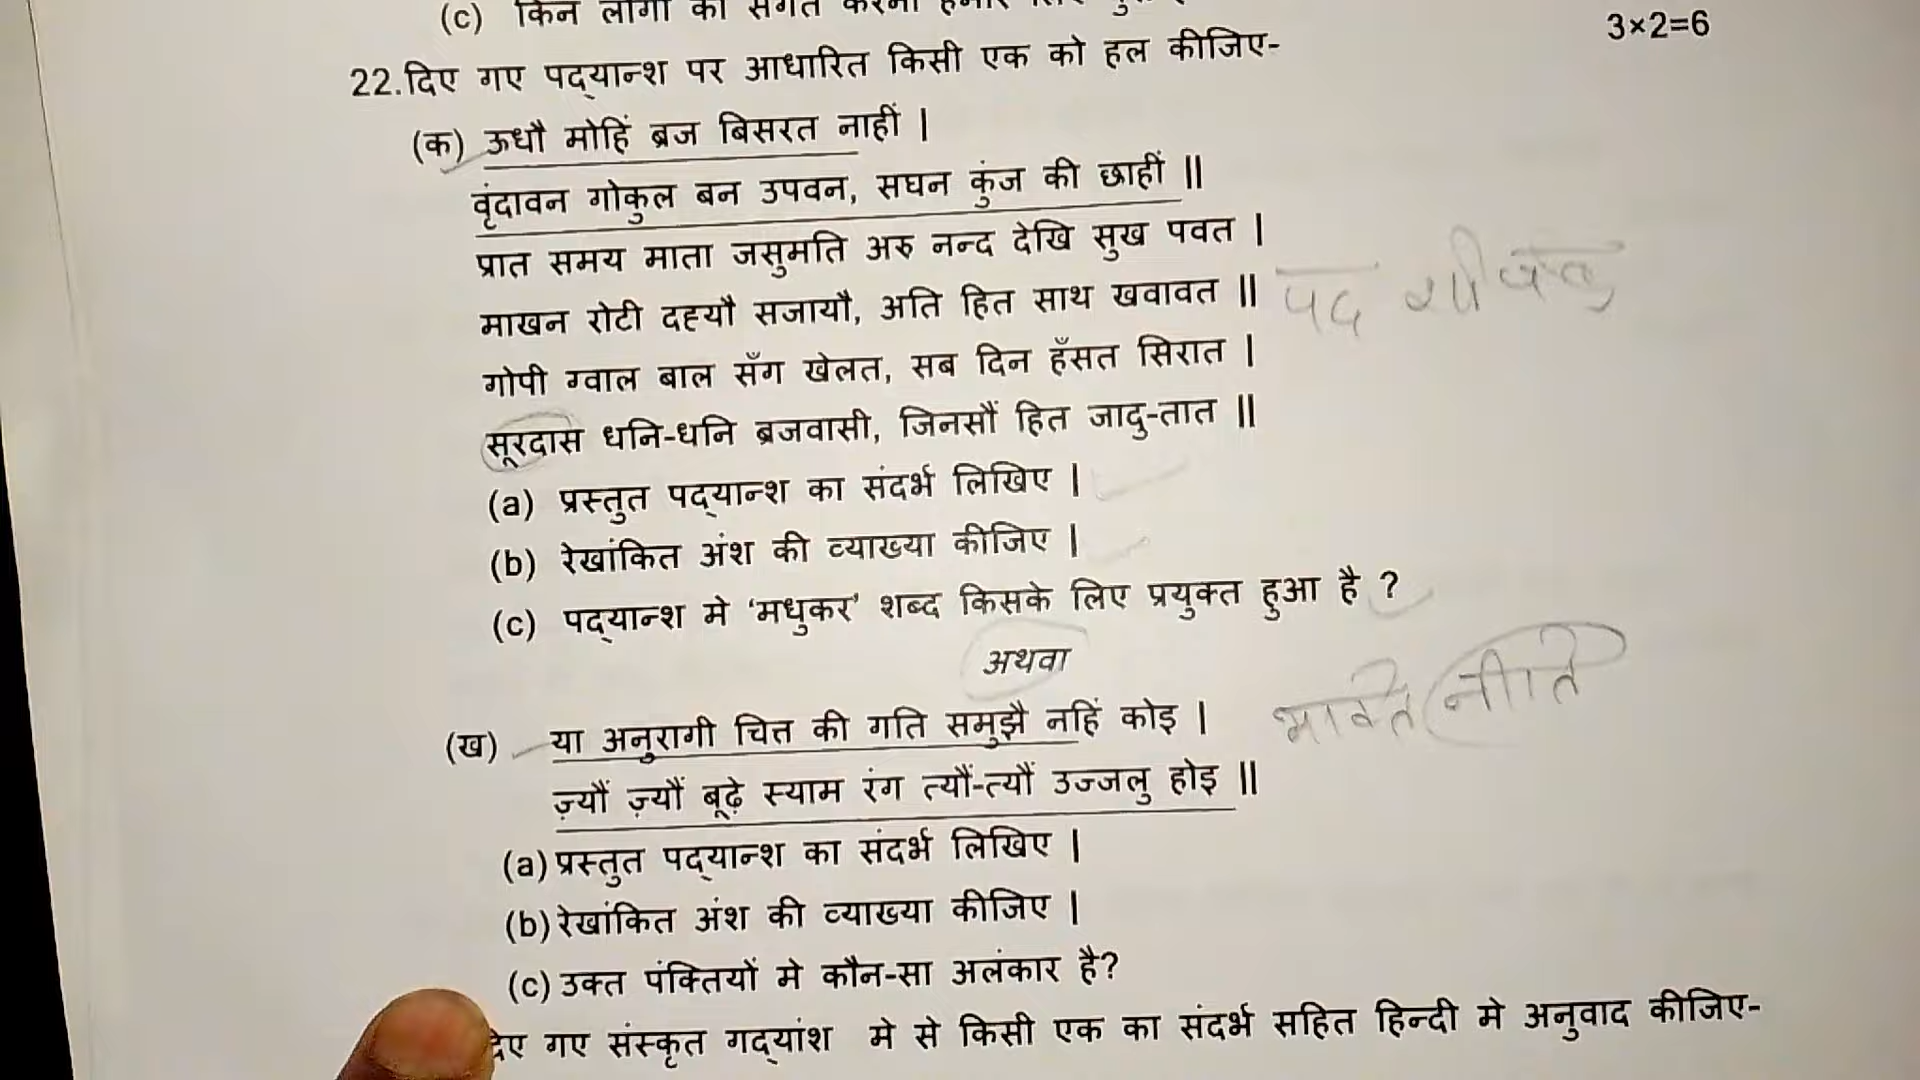 (c) किन लोगों की संगत करना हमारे लिए
3×2=6
22.दिए गए पद्यान्श पर आधारित किसी एक को हल कीजिए-
(क) ऊधौ मोहिं ब्रज बिसरत नाहीं |
वृंदावन गोकुल बन उपवन, सघन कुंज की छाहीं ||
प्रात समय माता जसुमति अरु नन्द देखि सुख पवत |
माखन रोटी दह्यौ सजायौ, अति हित साथ खवावत ||
पद शीर्षक
गोपी ग्वाल बाल सँग खेलत, सब दिन हँसत सिरात |
सूरदास धनि-धनि ब्रजवासी, जिनसौं हित जादु-तात ||
(a) प्रस्तुत पद्यान्श का संदर्भ लिखिए |
(b) रेखांकित अंश की व्याख्या कीजिए |
(c) पद्यान्श मे ‘मधुकर’ शब्द किसके लिए प्रयुक्त हुआ है ?
अथवा
(ख) या अनुरागी चित्त की गति समुझै नहिं कोइ |
भक्ति नीति
ज़्यौं ज़्यौं बूढ़े स्याम रंग त्यौं-त्यौं उज्जलु होइ ||
(a) प्रस्तुत पद्यान्श का संदर्भ लिखिए |
(b) रेखांकित अंश की व्याख्या कीजिए |
(c) उक्त पंक्तियों मे कौन-सा अलंकार है?
दिए गए संस्कृत गद्यांश मे से किसी एक का संदर्भ सहित हिन्दी मे अनुवाद कीजिए-